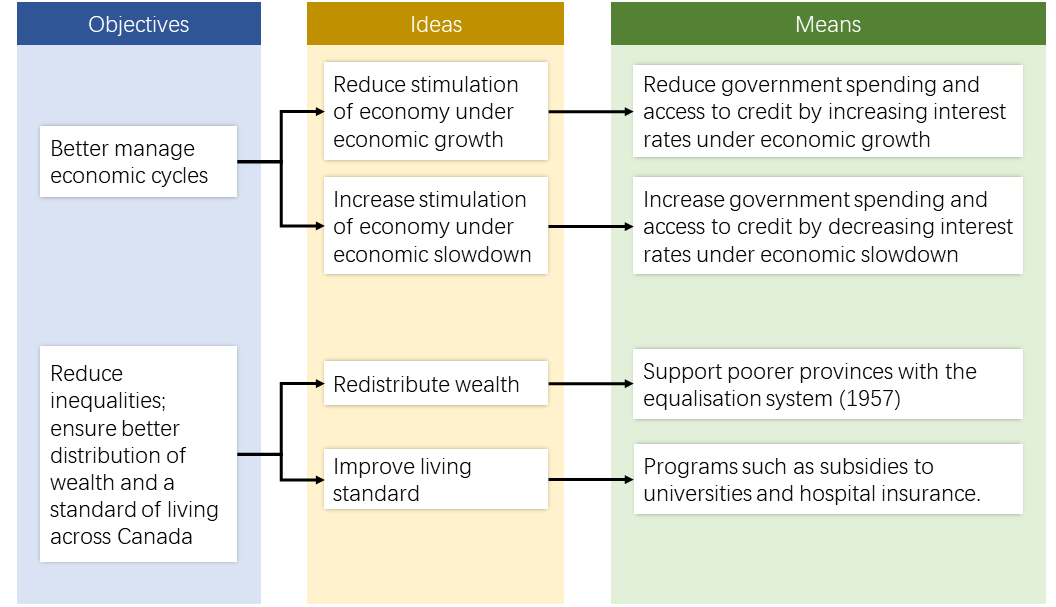 Objectives
Ideas
Means
Better manage
economic cycles
Reduce stimulation
of economy under
economic growth
Reduce government spending and
access to credit by increasing interest
rates under economic growth
Increase stimulation
of economy under
economic slowdown
Increase government spending and
access to credit by decreasing interest
rates under economic slowdown
Reduce
inequalities;
ensure better
distribution of
wealth and a
standard of living
across Canada
Redistribute wealth
Support poorer provinces with the
equalisation system (1957)
Improve living
standard
Programs such as subsidies to
universities and hospital insurance.